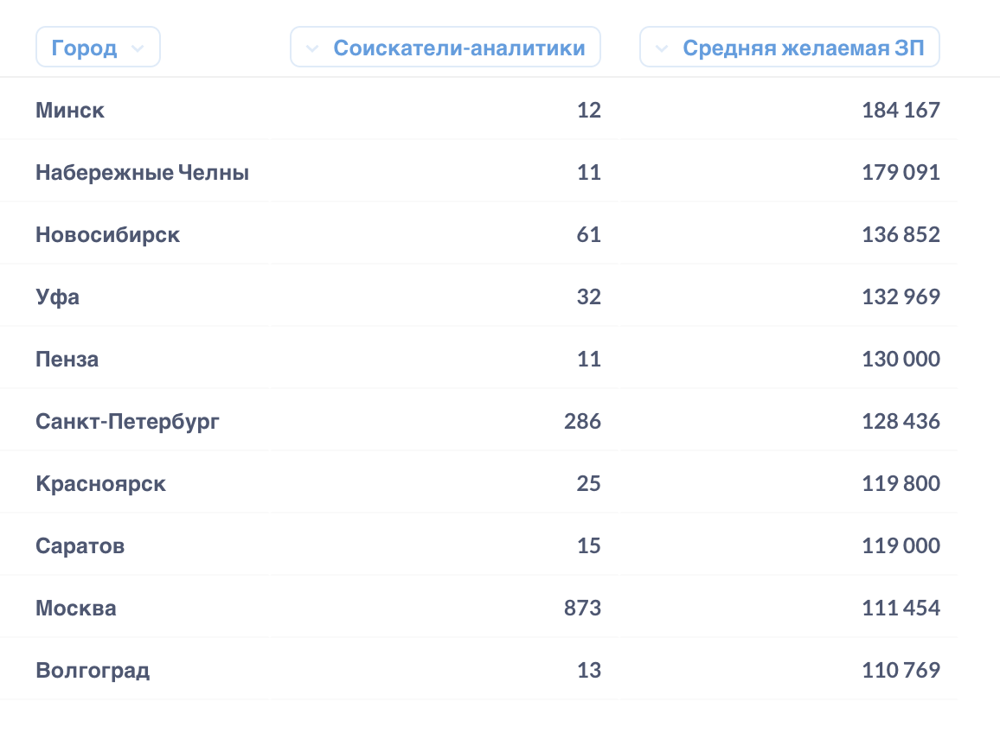 Город Соискатели-аналитики Средняя желаемая ЗП
Минск 12 184 167
Набережные Челны 11 179 091
Новосибирск 61 136 852
Уфа 32 132 969
Пенза 11 130 000
Санкт-Петербург 286 128 436
Красноярск 25 119 800
Саратов 15 119 000
Москва 873 111 454
Волгоград 13 110 769